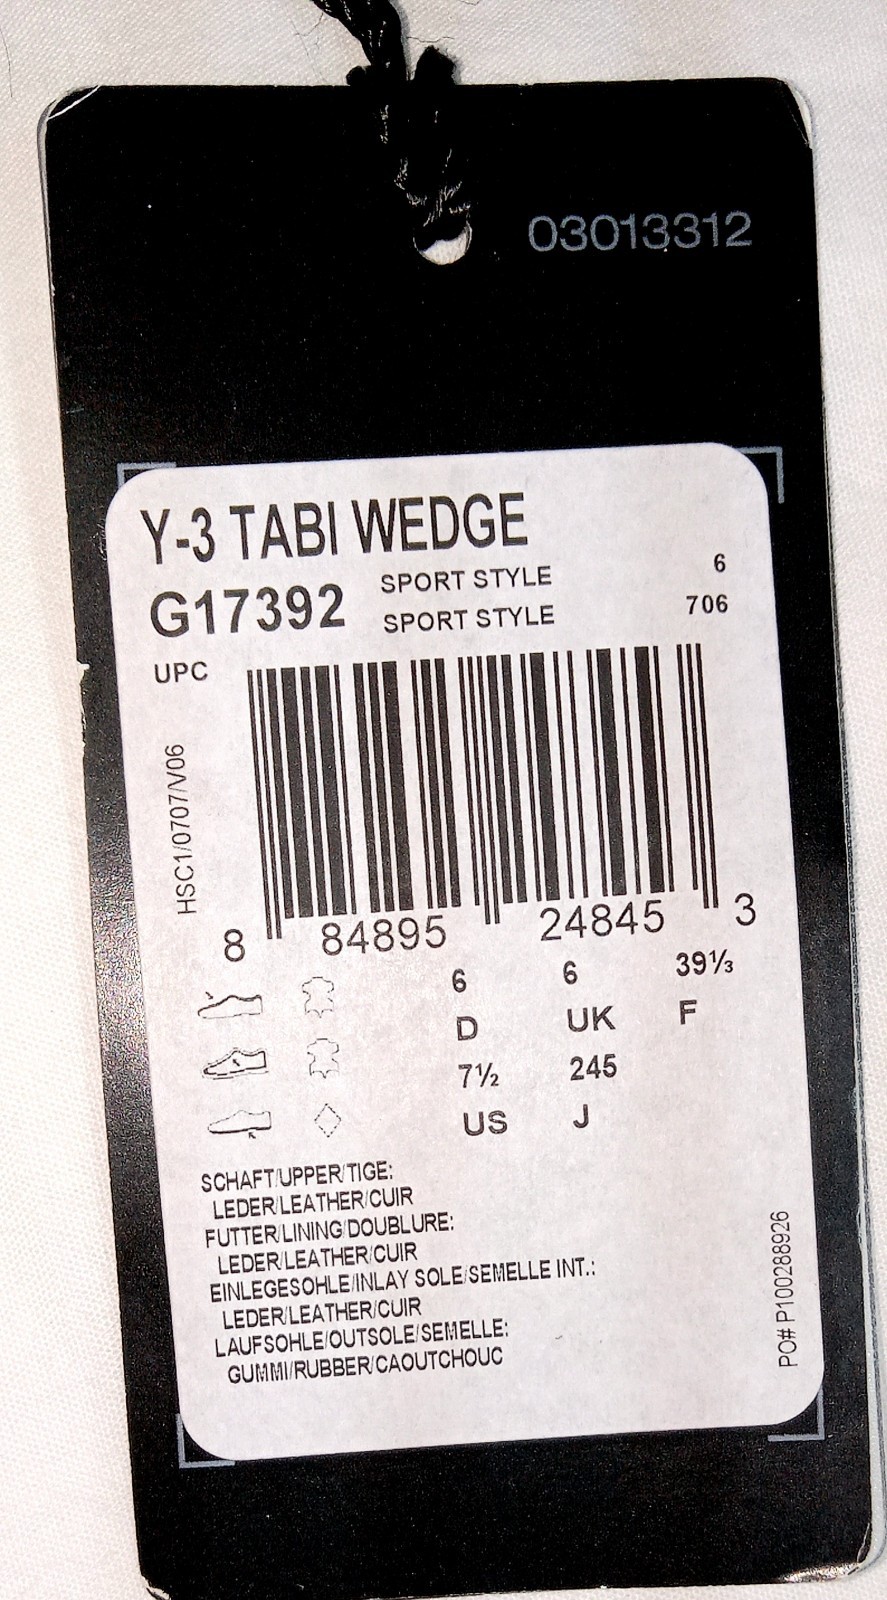 03013312
Y-3 TABI WEDGE
G17392 SPORT STYLE 6
SPORT STYLE 706
UPC
HSC1/0707/V06
8 84895 24845 3
6 6 39⅓
D UK F
7½ 245
US J
SCHAFT/UPPER/TIGE:
LEDER/LEATHER/CUIR
FUTTER/LINING/DOUBLURE:
LEDER/LEATHER/CUIR
EINLEGESOHLE/INLAY SOLE/SEMELLE INT.:
LEDER/LEATHER/CUIR
LAUFSOHLE/OUTSOLE/SEMELLE:
GUMMI/RUBBER/CAOUTCHOUC
PO# P100288926